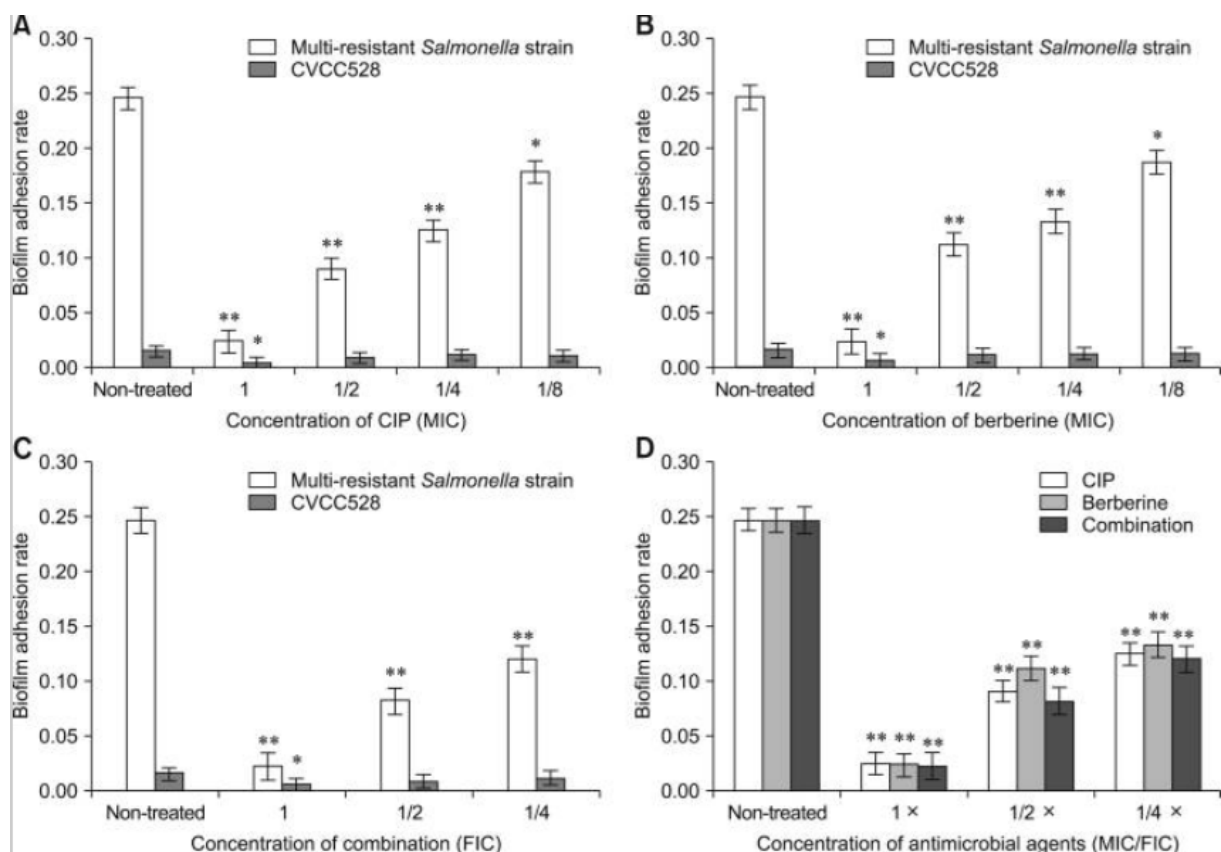 A
0.30
Multi-resistant Salmonella strain
CVCC528
0.25
0.20
*
**
0.15
**
0.10
0.05
**
*
0.00
Non-treated 1 1/2 1/4 1/8
Concentration of CIP (MIC)
Biofilm adhesion rate
B
0.30
Multi-resistant Salmonella strain
CVCC528
0.25
*
0.20
**
0.15
**
0.10
0.05
**
*
0.00
Non-treated 1 1/2 1/4 1/8
Concentration of berberine (MIC)
Biofilm adhesion rate
C
0.30
Multi-resistant Salmonella strain
CVCC528
0.25
0.20
0.15
**
**
0.10
0.05
**
*
0.00
Non-treated 1 1/2 1/4
Concentration of combination (FIC)
Biofilm adhesion rate
D
0.30
CIP
Berberine
Combination
0.25
0.20
0.15
** ** **
** ** **
0.10
0.05
** ** **
0.00
Non-treated 1 × 1/2 × 1/4 ×
Concentration of antimicrobial agents (MIC/FIC)
Biofilm adhesion rate